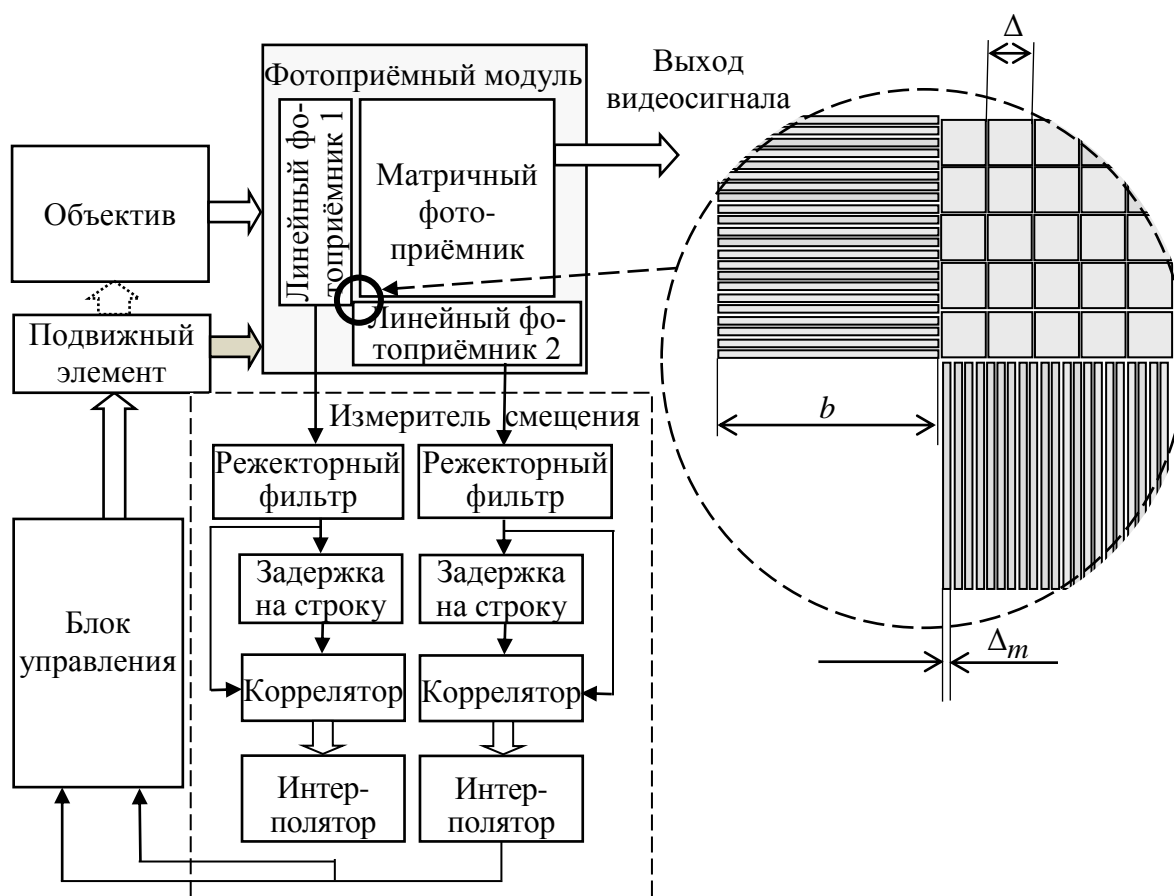 Δ
Фотоприёмный модуль
Выход
видеосигнала
Линейный фо-
топриёмник 1
Матричный
фото-
приёмник
Объектив
Линейный фо-
топриёмник 2
Подвижный
элемент
b
Измеритель смещения
Режекторный
фильтр
Режекторный
фильтр
Задержка
на строку
Задержка
на строку
Блок
управления
Δm
Коррелятор
Коррелятор
Интер-
полятор
Интер-
полятор